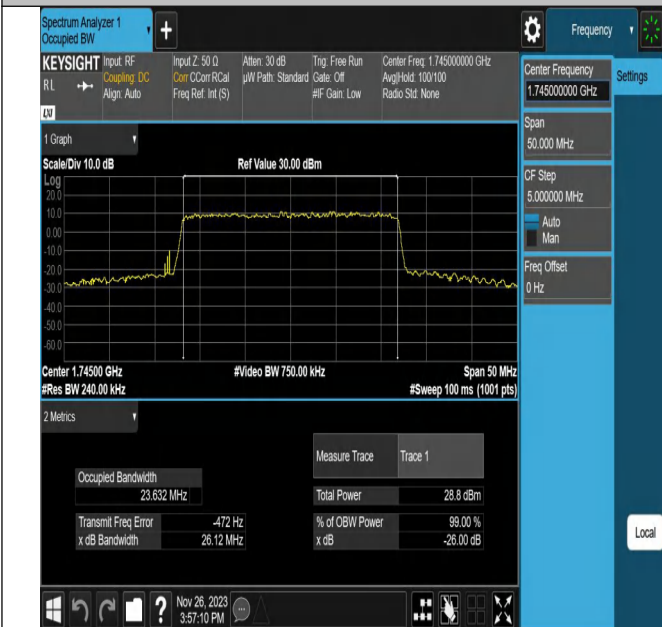 Spectrum Analyzer 1
Occupied BW
+
Frequency
KEYSIGHT
RL
LXI
Input: RF
Coupling: DC
Align: Auto
Input Z: 50 Ω
Corr CCorr RCal
Freq Ref: Int (S)
Atten: 30 dB
µW Path: Standard
Trig: Free Run
Gate: Off
#IF Gain: Low
Center Freq: 1.745000000 GHz
Avg|Hold: 100/100
Radio Std: None
Center Frequency
1.745000000 GHz
Settings
Span
50.000 MHz
CF Step
5.000000 MHz
Auto
Man
Freq Offset
0 Hz
1 Graph
Scale/Div 10.0 dB
Ref Value 30.00 dBm
Log
20.0
10.0
0.00
-10.0
-20.0
-30.0
-40.0
-50.0
-60.0
Center 1.74500 GHz
#Video BW 750.00 kHz
Span 50 MHz
#Res BW 240.00 kHz
#Sweep 100 ms (1001 pts)
2 Metrics
Measure Trace
Trace 1
Occupied Bandwidth
23.632 MHz
Total Power
28.8 dBm
Transmit Freq Error
-472 Hz
% of OBW Power
99.00 %
x dB Bandwidth
26.12 MHz
x dB
-26.00 dB
Local
?
Nov 26, 2023
3:57:10 PM